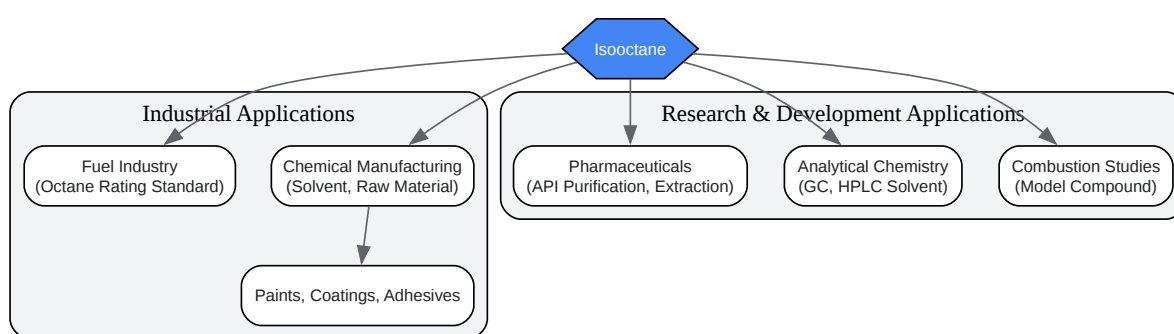 Isooctane
Industrial Applications
Research & Development Applications
Fuel Industry
(Octane Rating Standard)
Chemical Manufacturing
(Solvent, Raw Material)
Pharmaceuticals
(API Purification, Extraction)
Analytical Chemistry
(GC, HPLC Solvent)
Combustion Studies
(Model Compound)
Paints, Coatings, Adhesives